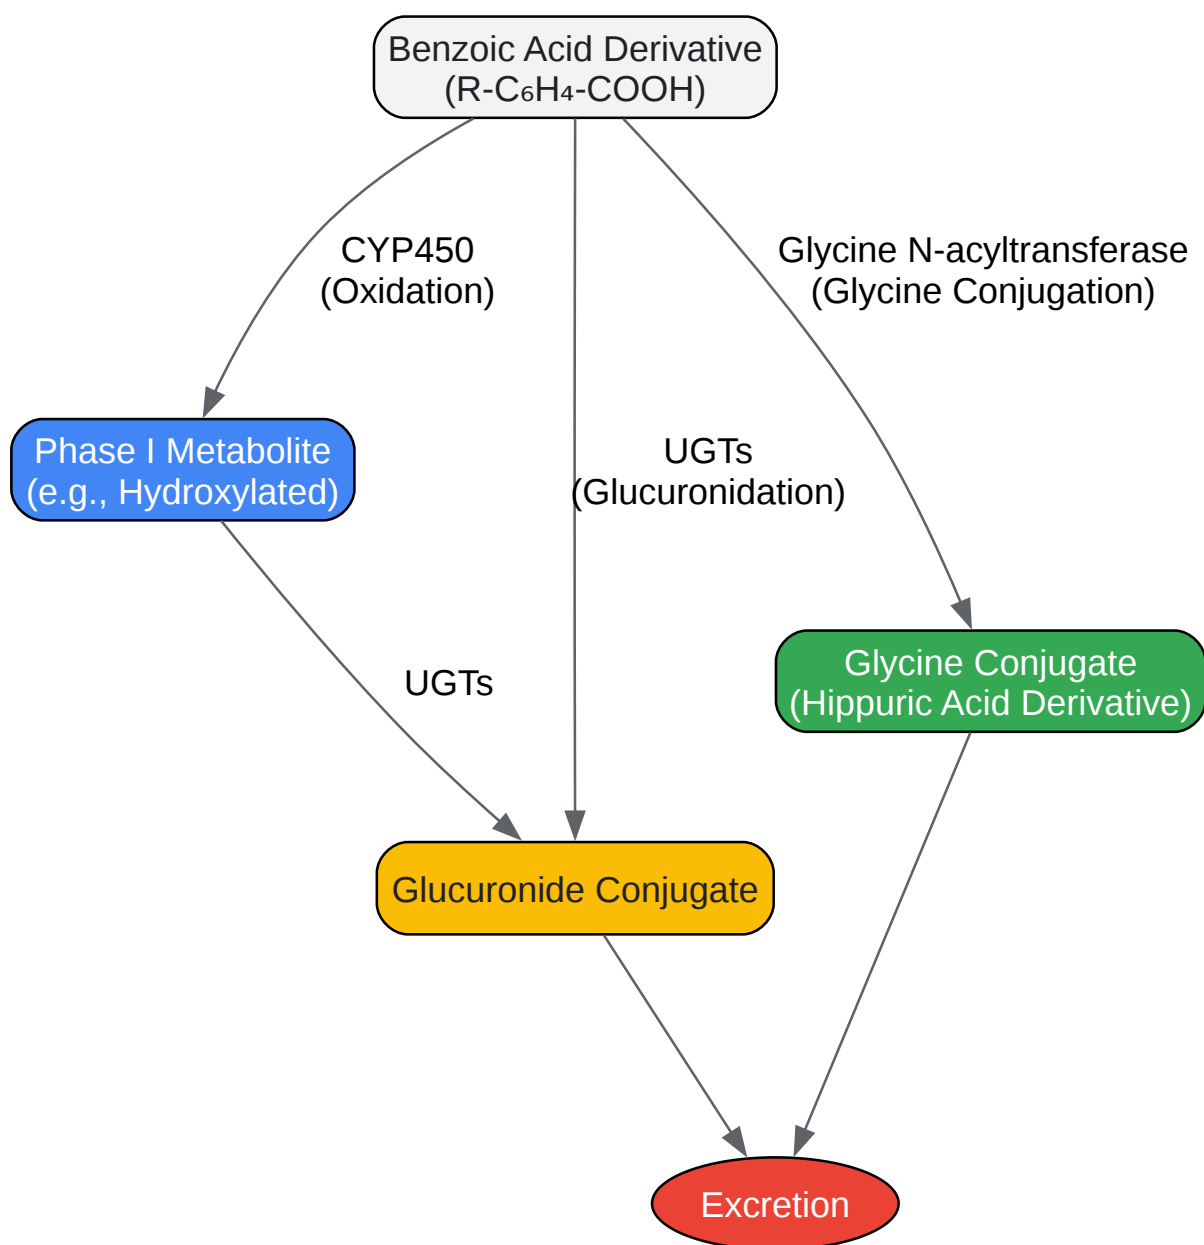 Benzoic Acid Derivative
(R-C₆H₄-COOH)
CYP450
(Oxidation)
Glycine N-acyltransferase
(Glycine Conjugation)
Phase I Metabolite
(e.g., Hydroxylated)
UGTs
(Glucuronidation)
UGTs
Glycine Conjugate
(Hippuric Acid Derivative)
Glucuronide Conjugate
Excretion